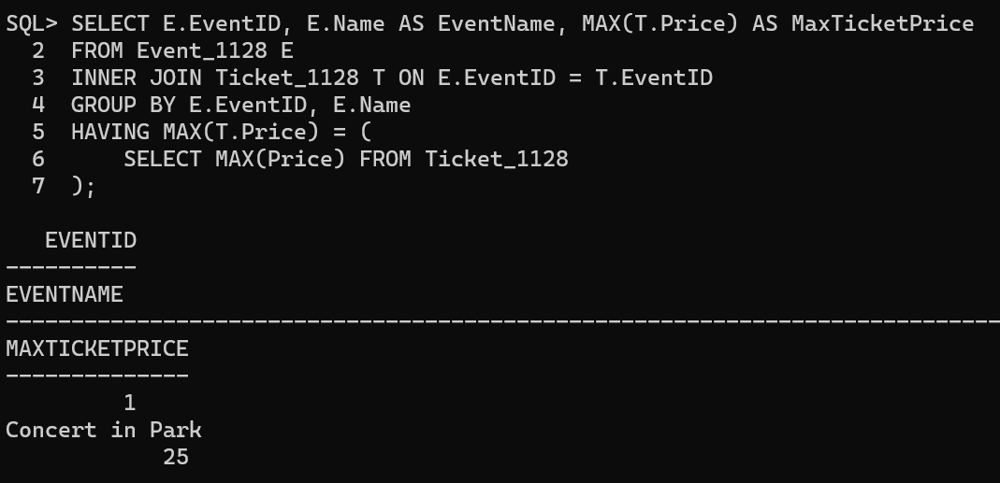 SQL> SELECT E.EventID, E.Name AS EventName, MAX(T.Price) AS MaxTicketPrice
  2  FROM Event_1128 E
  3  INNER JOIN Ticket_1128 T ON E.EventID = T.EventID
  4  GROUP BY E.EventID, E.Name
  5  HAVING MAX(T.Price) = (
  6      SELECT MAX(Price) FROM Ticket_1128
  7  );

   EVENTID
----------
EVENTNAME
----------------------------------------------------------------------------
MAXTICKETPRICE
--------------
         1
Concert in Park
            25